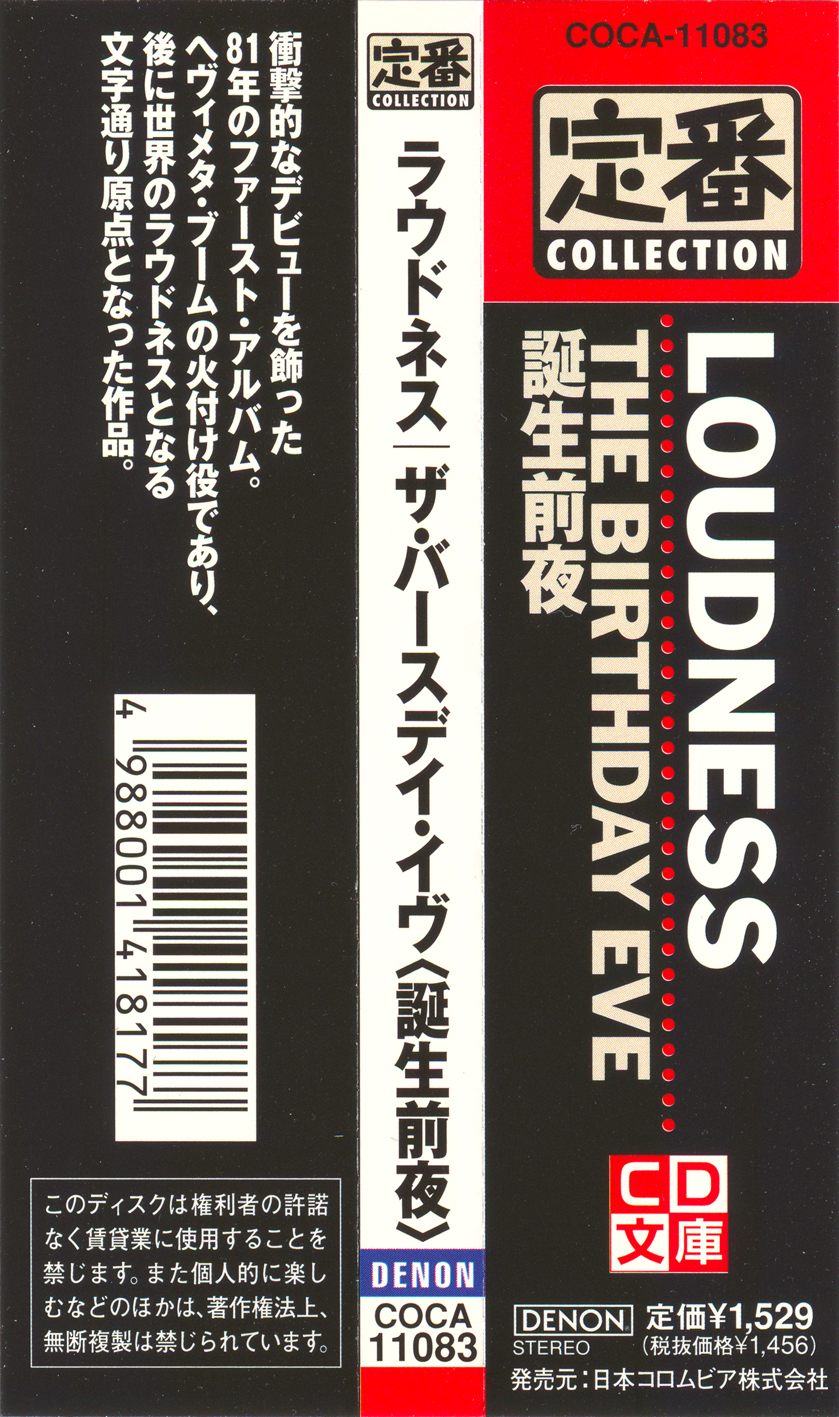 COCA-11083
定番
COLLECTION
LOUDNESS
THE BIRTHDAY EVE
誕生前夜
CD
文庫
DENON 定価¥1,529
STEREO (税抜価格¥1,456)
発売元:日本コロムビア株式会社
定番
COLLECTION
ラウドネス|ザ・バースデイ・イヴ〈誕生前夜〉
DENON
COCA
11083
衝撃的なデビューを飾った
81年のファースト・アルバム。
ヘヴィメタ・ブームの火付け役であり、
後に世界のラウドネスとなる
文字通り原点となった作品。
4 988001 418177
このディスクは権利者の許諾
なく賃貸業に使用することを
禁じます。また個人的に楽し
むなどのほかは、著作権法上、
無断複製は禁じられています。